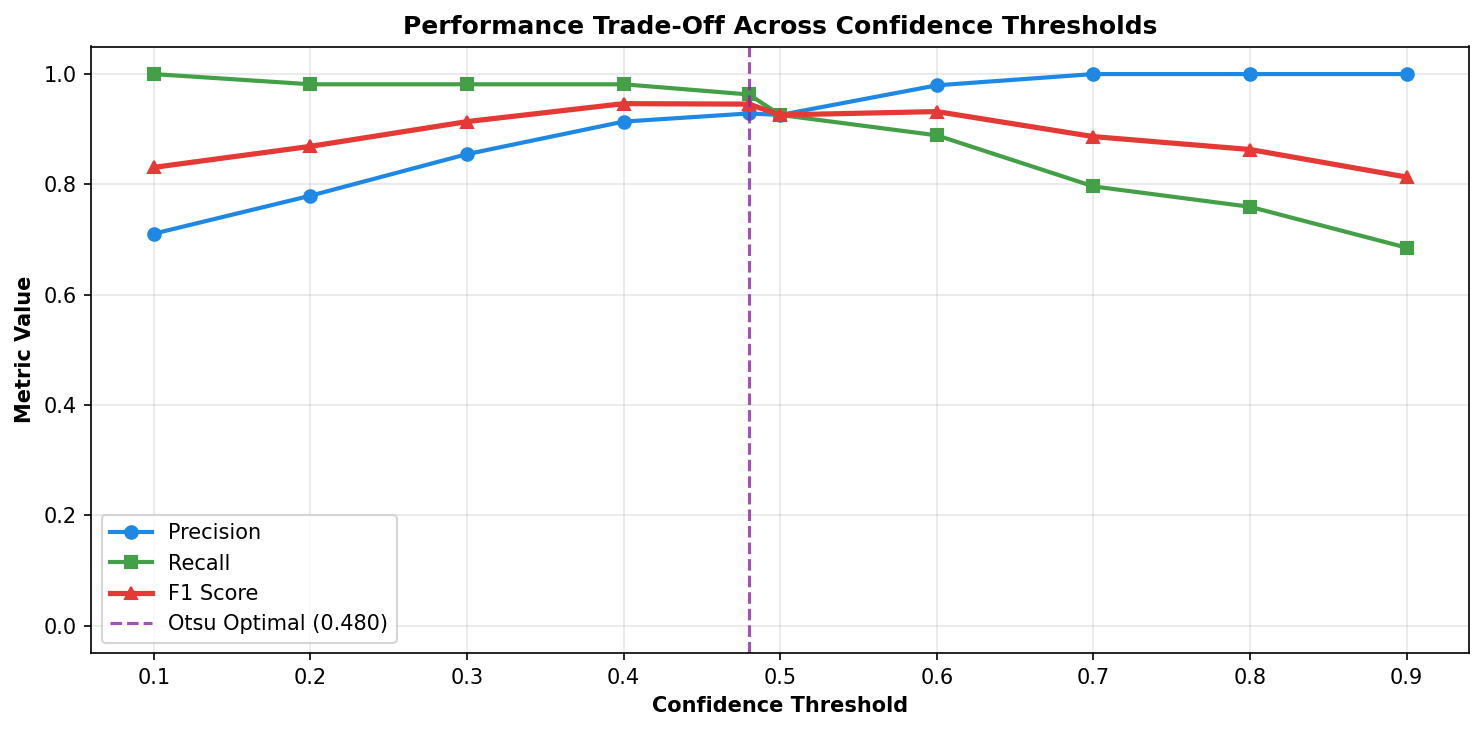 Performance Trade-Off Across Confidence Thresholds
Metric Value
1.0
0.8
0.6
0.4
0.2
0.0
Precision
Recall
F1 Score
Otsu Optimal (0.480)
0.1 0.2 0.3 0.4 0.5 0.6 0.7 0.8 0.9
Confidence Threshold